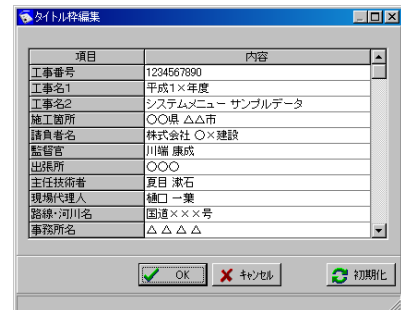 タイトル枠編集
項目 内容
工事番号 1234567890
工事名1 平成1×年度
工事名2 システムメニュー サンプルデータ
施工箇所 〇〇県 △△市
請負者名 株式会社 〇×建設
監督官 川端 康成
出張所 〇〇〇
主任技術者 夏目 漱石
現場代理人 樋口 一葉
路線・河川名 国道×××号
事務所名 △△△△
OK キャンセル 初期化